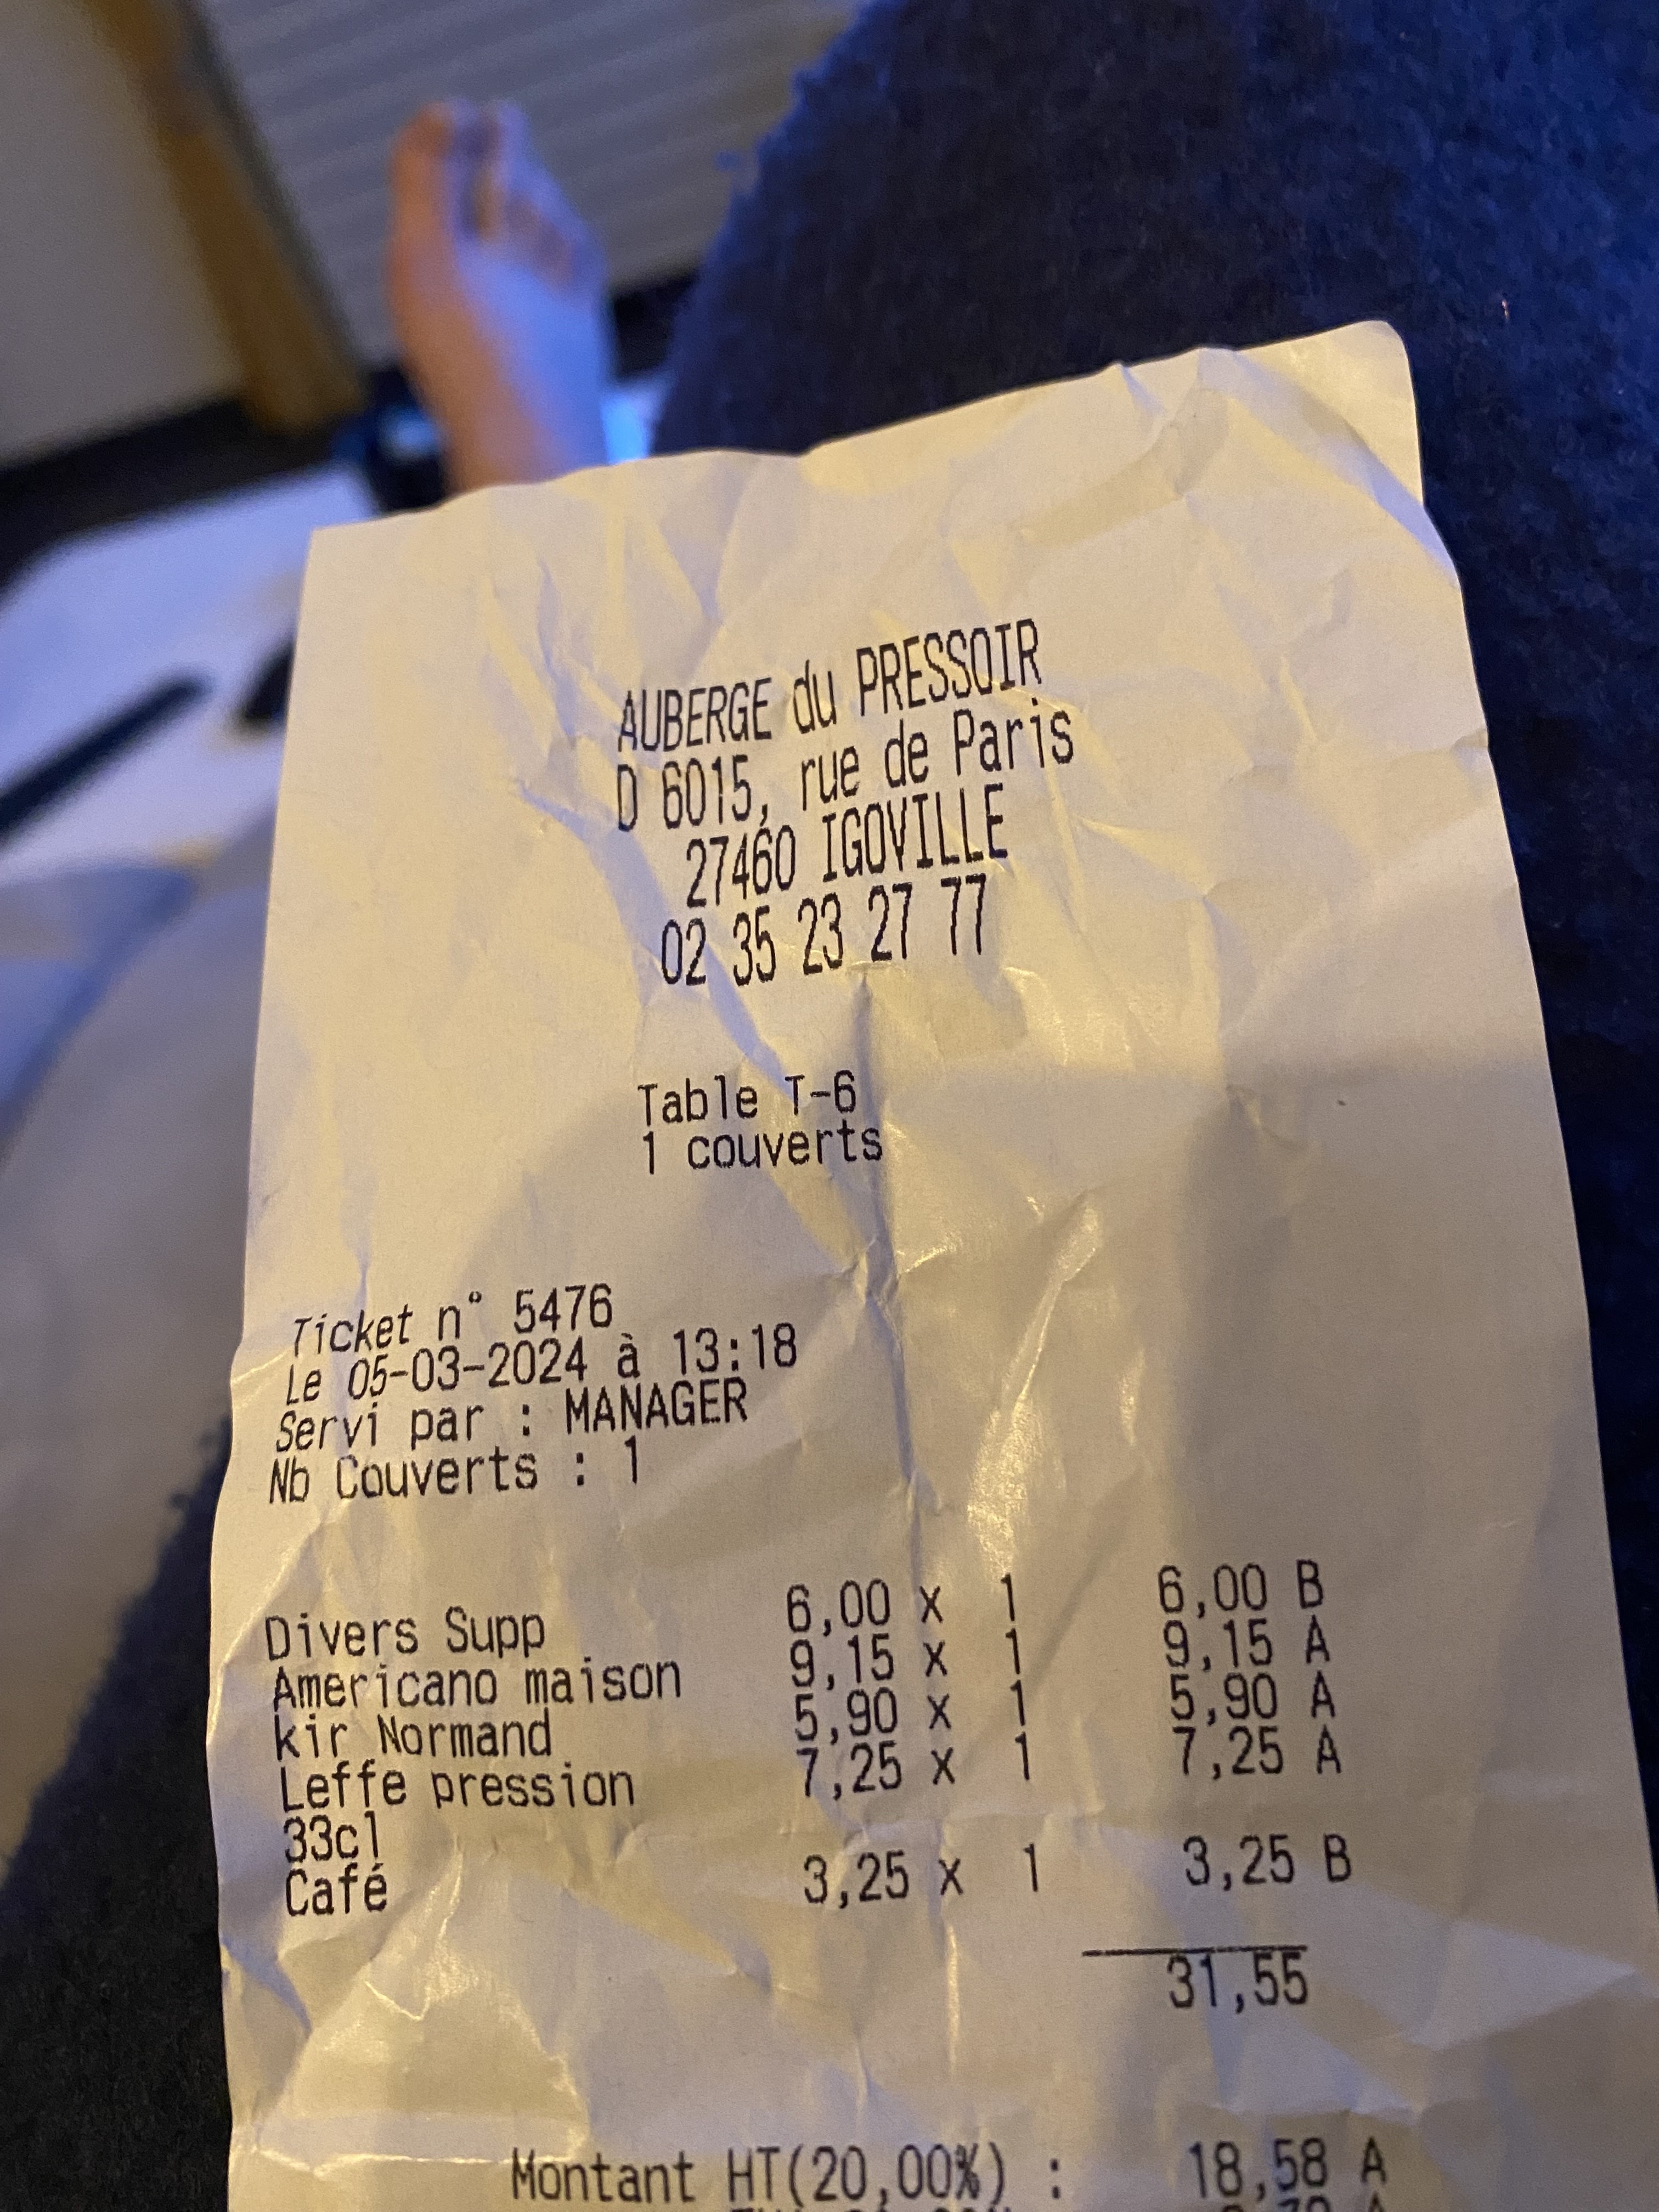 AUBERGE du PRESSOIR
D 6015, rue de Paris
27460 IGOVILLE
02 35 23 27 77
Table T-6
1 couverts
Ticket n° 5476
Le 05-03-2024 à 13:18
Servi par : MANAGER
Nb Couverts : 1
Divers Supp 6,00 x 1 6,00 B
Americano maison 9,15 x 1 9,15 A
kir Normand 5,90 x 1 5,90 A
Leffe pression 7,25 x 1 7,25 A
33cl
Café 3,25 x 1 3,25 B
31,55
Montant HT(20,00%) : 18,58 A